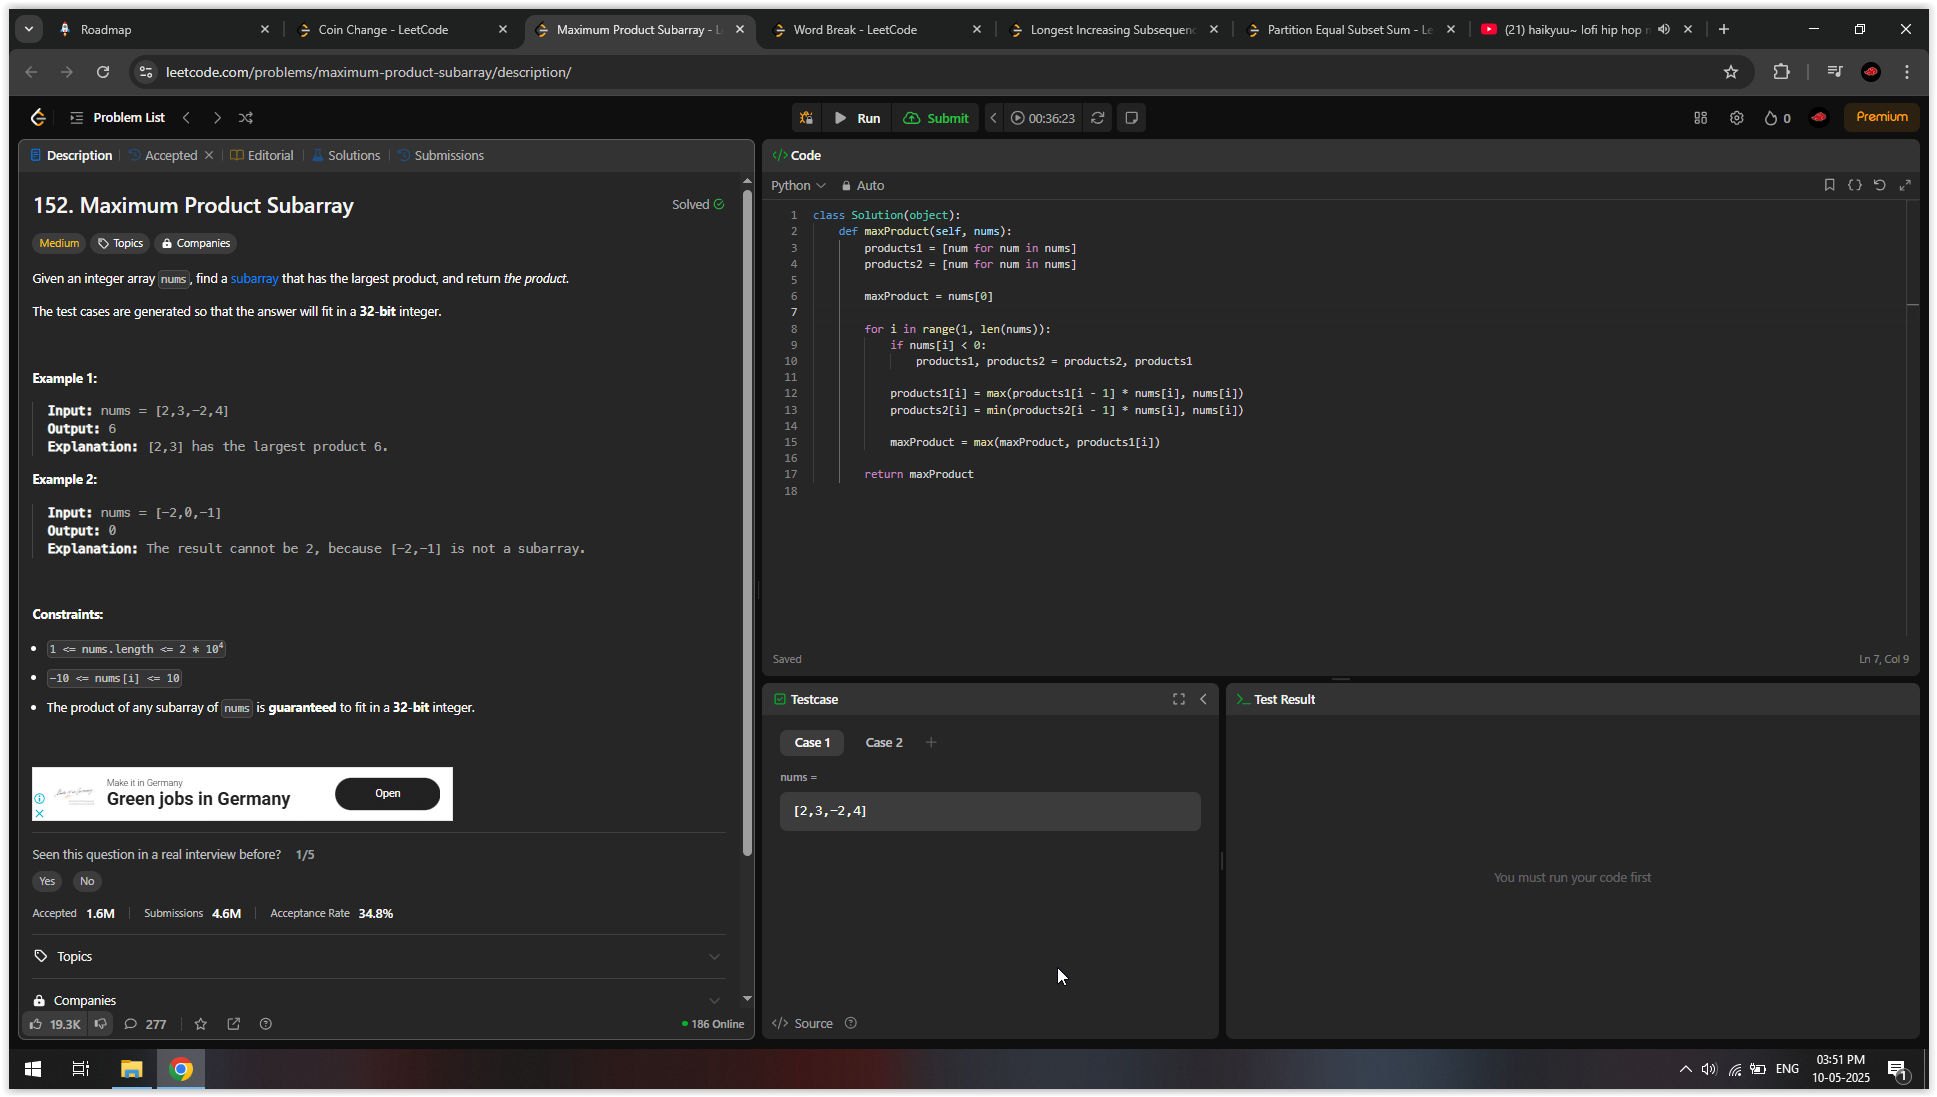 Roadmap
Coin Change - LeetCode
Maximum Product Subarray - L
Word Break - LeetCode
Longest Increasing Subsequenc
Partition Equal Subset Sum - Le
(21) haikyuu~ lofi hip hop
leetcode.com/problems/maximum-product-subarray/description/
Problem List
Run
Submit
00:36:23
0
Premium
Description
Accepted
Editorial
Solutions
Submissions
152. Maximum Product Subarray
Solved
Medium
Topics
Companies
Given an integer array nums, find a subarray that has the largest product, and return the product.
The test cases are generated so that the answer will fit in a 32-bit integer.
Example 1:
Input: nums = [2,3,−2,4]
Output: 6
Explanation: [2,3] has the largest product 6.
Example 2:
Input: nums = [−2,0,−1]
Output: 0
Explanation: The result cannot be 2, because [−2,−1] is not a subarray.
Constraints:
1 <= nums.length <= 2 * 10⁴
−10 <= nums[i] <= 10
The product of any subarray of nums is guaranteed to fit in a 32-bit integer.
Make it in Germany
Green jobs in Germany
Open
Seen this question in a real interview before?
1/5
Yes
No
Accepted 1.6M
Submissions 4.6M
Acceptance Rate 34.8%
Topics
Companies
19.3K
277
186 Online
</> Code
Python
Auto
1 class Solution(object):
2     def maxProduct(self, nums):
3         products1 = [num for num in nums]
4         products2 = [num for num in nums]
5
6         maxProduct = nums[0]
7
8         for i in range(1, len(nums)):
9             if nums[i] < 0:
10                 products1, products2 = products2, products1
11
12             products1[i] = max(products1[i - 1] * nums[i], nums[i])
13             products2[i] = min(products2[i - 1] * nums[i], nums[i])
14
15             maxProduct = max(maxProduct, products1[i])
16
17         return maxProduct
18
Saved
Ln 7, Col 9
Testcase
Case 1
Case 2
+
nums =
[2,3,−2,4]
</> Source
>_ Test Result
You must run your code first
ENG
03:51 PM
10-05-2025
1